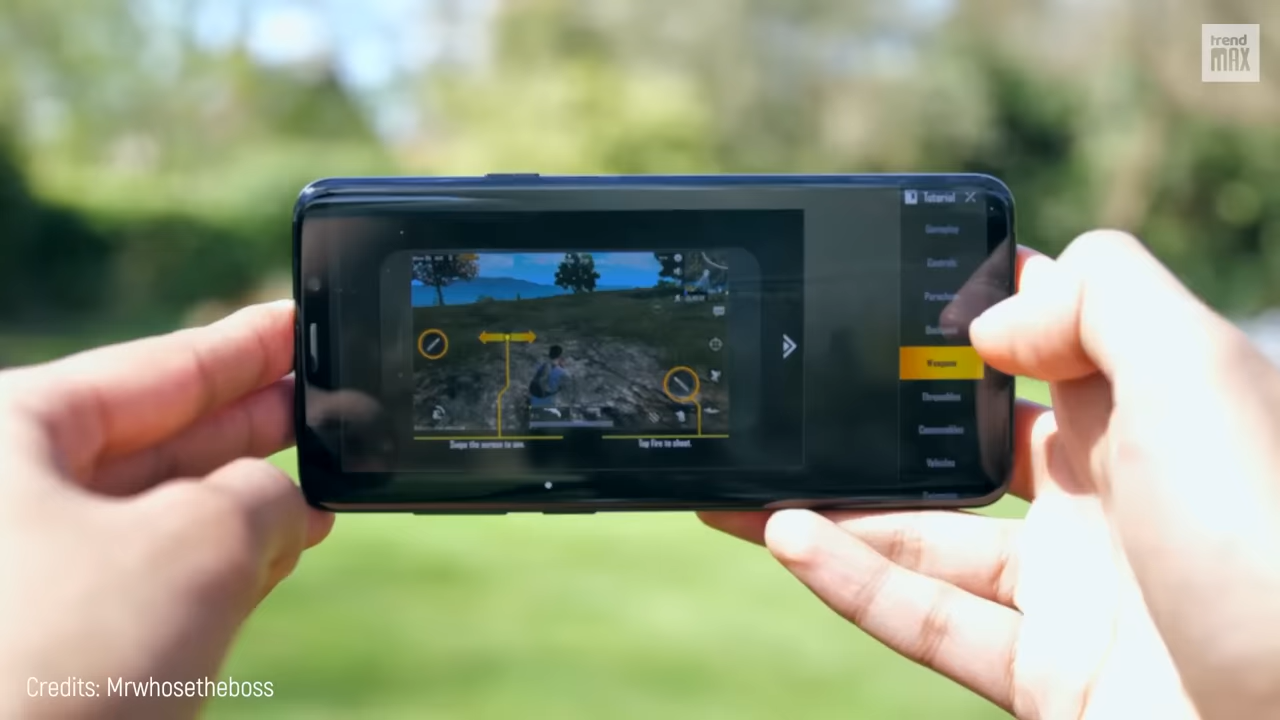 trend
MAX
Tutorial
Gameplay
Controls
Parachute
Weapons
Throwables
Consumables
Vehicles
Swipe the screen to aim.
Tap Fire to shoot.
Credits: Mrwhosetheboss